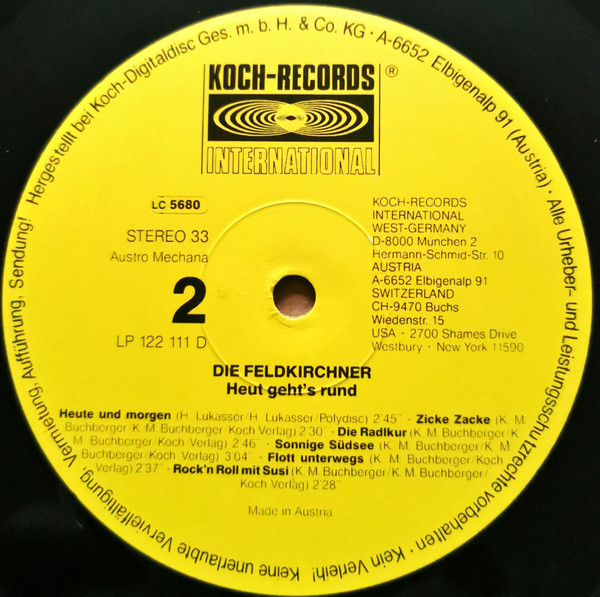 Hergestellt bei Koch-Digitaldisc Ges. m. b. H. & Co. KG · A-6652 Elbigenalp 91 (Austria) · Alle Urheber- und Leistungsschutzrechte vorbehalten · Kein Verleih! · Keine unerlaubte Vervielfältigung, Vermietung, Aufführung, Sendung!
KOCH-RECORDS ®
INTERNATIONAL
LC 5680
STEREO 33
Austro Mechana
2
LP 122 111 D
KOCH-RECORDS
INTERNATIONAL
WEST-GERMANY
D-8000 München 2
Hermann-Schmid-Str. 10
AUSTRIA
A-6652 Elbigenalp 91
SWITZERLAND
CH-9470 Buchs
Wiedenstr. 15
USA · 2700 Shames Drive
Westbury · New York 11590
DIE FELDKIRCHNER
Heut geht's rund
Heute und morgen (H. Lukasser/H. Lukasser/Polydisc) 2'45" - Zicke Zacke (K. M.
Buchberger/K. M. Buchberger/Koch Verlag) 2'30" - Die Radlkur (K. M. Buchberger/K.
M. Buchberger/Koch Verlag) 2'46" - Sonnige Südsee (K. M. Buchberger/K. M.
Buchberger/Koch Verlag) 3'04" - Flott unterwegs (K. M. Buchberger/Koch
Verlag) 2'37" - Rock'n Roll mit Susi (K. M. Buchberger/K. M. Buchberger/
Koch Verlag) 2'28"
Made in Austria